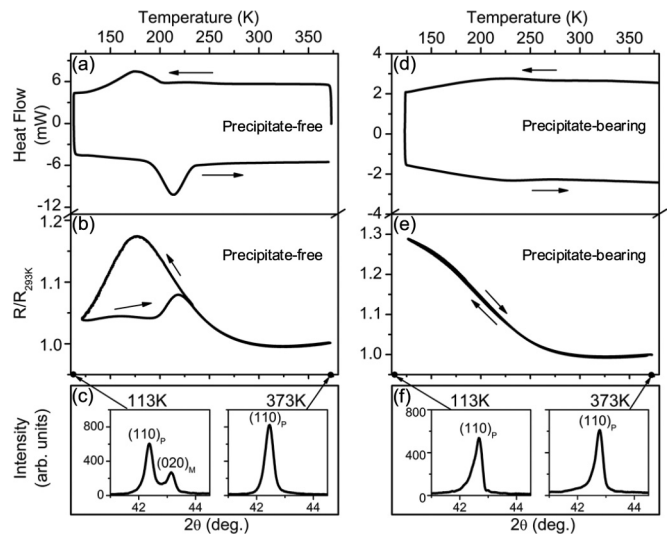 Temperature (K) Temperature (K)
150 200 250 300 350 150 200 250 300 350
(a) (d)
Heat Flow (mW)
6
0
-6
-12
Precipitate-free
4
2
0
-2
-4
Precipitate-bearing
(b) (e)
R/R293K
1.2
1.1
1.0
Precipitate-free
1.3
1.2
1.1
1.0
Precipitate-bearing
(c) 113K 373K
Intensity (arb. units)
800
400
0
(110)P
(020)M
(110)P
42 44 42 44
2θ (deg.)
(f) 113K 373K
800
400
0
(110)P
(110)P
42 44 42 44
2θ (deg.)